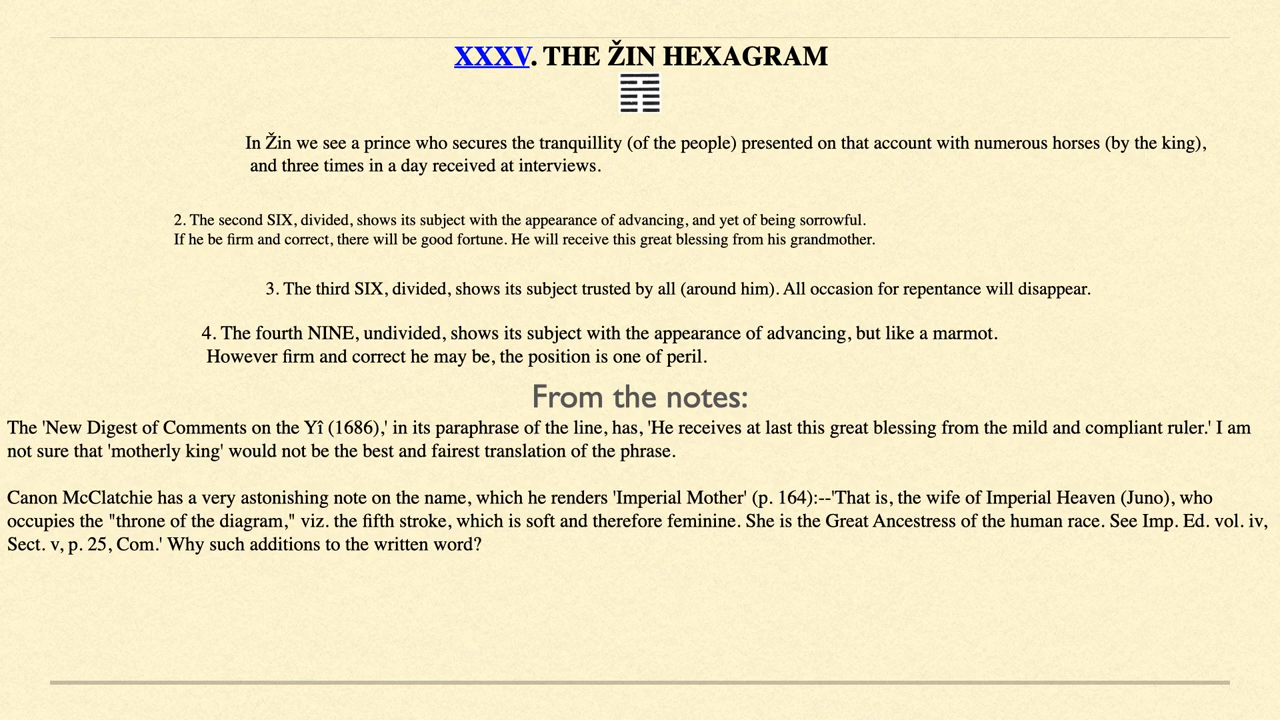 XXXV. THE ŽIN HEXAGRAM
In Žin we see a prince who secures the tranquillity (of the people) presented on that account with numerous horses (by the king),
and three times in a day received at interviews.
2. The second SIX, divided, shows its subject with the appearance of advancing, and yet of being sorrowful.
If he be firm and correct, there will be good fortune. He will receive this great blessing from his grandmother.
3. The third SIX, divided, shows its subject trusted by all (around him). All occasion for repentance will disappear.
4. The fourth NINE, undivided, shows its subject with the appearance of advancing, but like a marmot.
However firm and correct he may be, the position is one of peril.
From the notes:
The 'New Digest of Comments on the Yî (1686),' in its paraphrase of the line, has, 'He receives at last this great blessing from the mild and compliant ruler.' I am
not sure that 'motherly king' would not be the best and fairest translation of the phrase.
Canon McClatchie has a very astonishing note on the name, which he renders 'Imperial Mother' (p. 164):--'That is, the wife of Imperial Heaven (Juno), who
occupies the "throne of the diagram," viz. the fifth stroke, which is soft and therefore feminine. She is the Great Ancestress of the human race. See Imp. Ed. vol. iv,
Sect. v, p. 25, Com.' Why such additions to the written word?